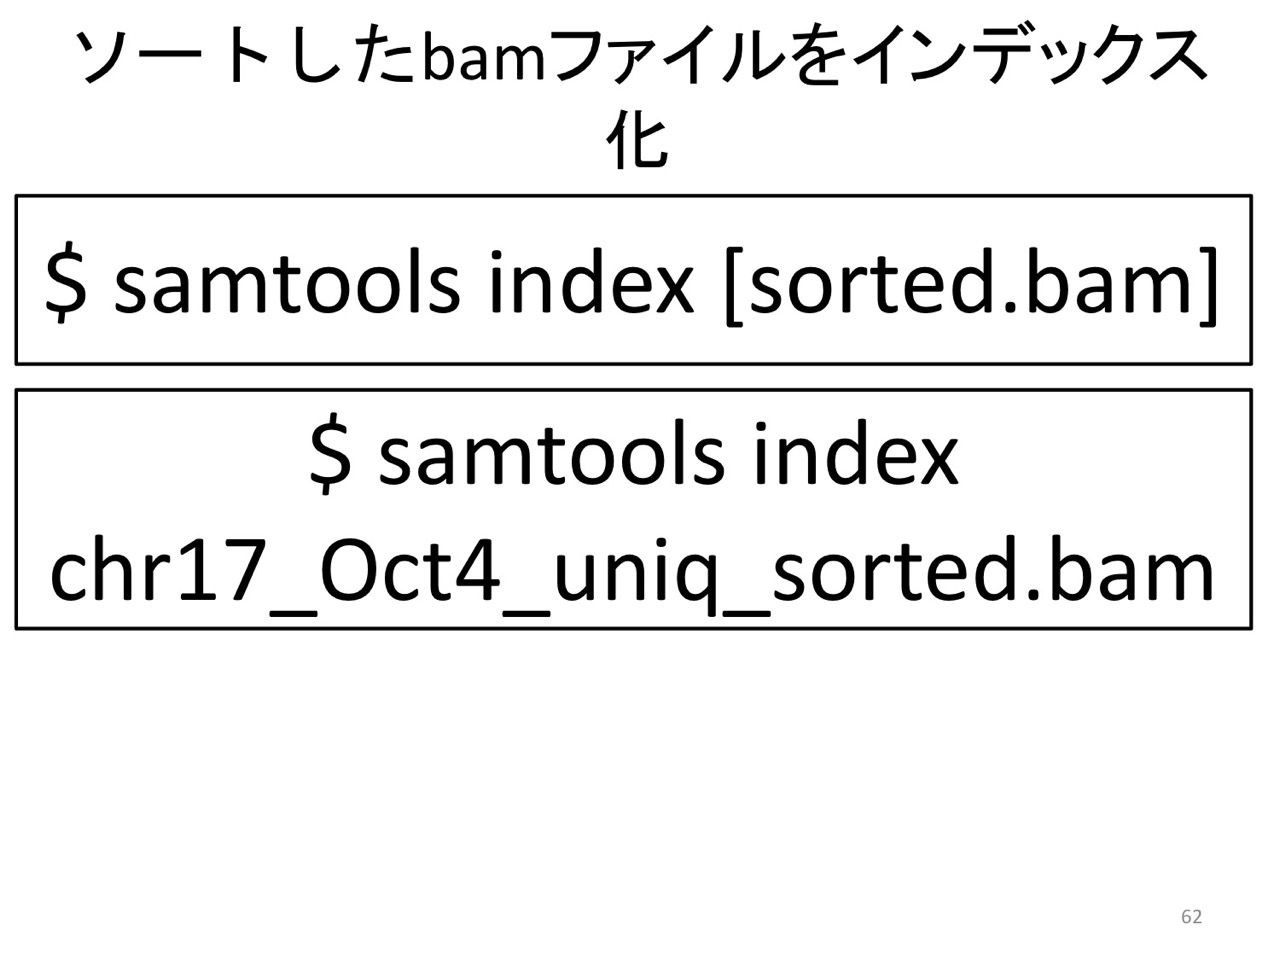 ソートしたbamファイルをインデックス
化
$ samtools index [sorted.bam]
$ samtools index
chr17_Oct4_uniq_sorted.bam
62